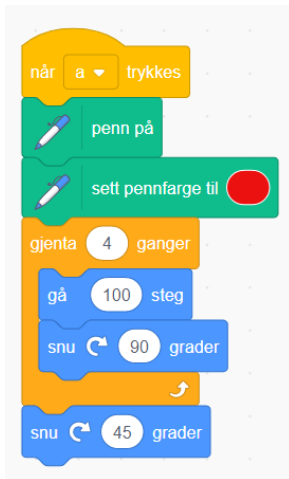 når a trykkes
penn på
sett pennfarge til
gjenta 4 ganger
gå 100 steg
snu 90 grader
snu 45 grader